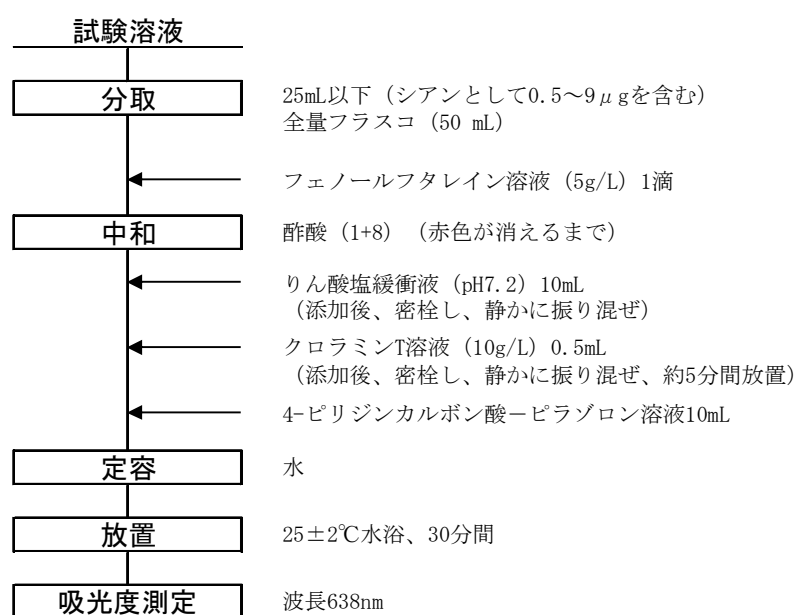 試験溶液
分取
25mL以下（シアンとして0.5～9μgを含む）
全量フラスコ（50 mL）
フェノールフタレイン溶液（5g/L）1滴
中和
酢酸（1+8）（赤色が消えるまで）
りん酸塩緩衝液（pH7.2）10mL
（添加後、密栓し、静かに振り混ぜ）
クロラミンT溶液（10g/L）0.5mL
（添加後、密栓し、静かに振り混ぜ、約5分間放置）
4-ピリジンカルボン酸－ピラゾロン溶液10mL
定容
水
放置
25±2℃水浴、30分間
吸光度測定
波長638nm